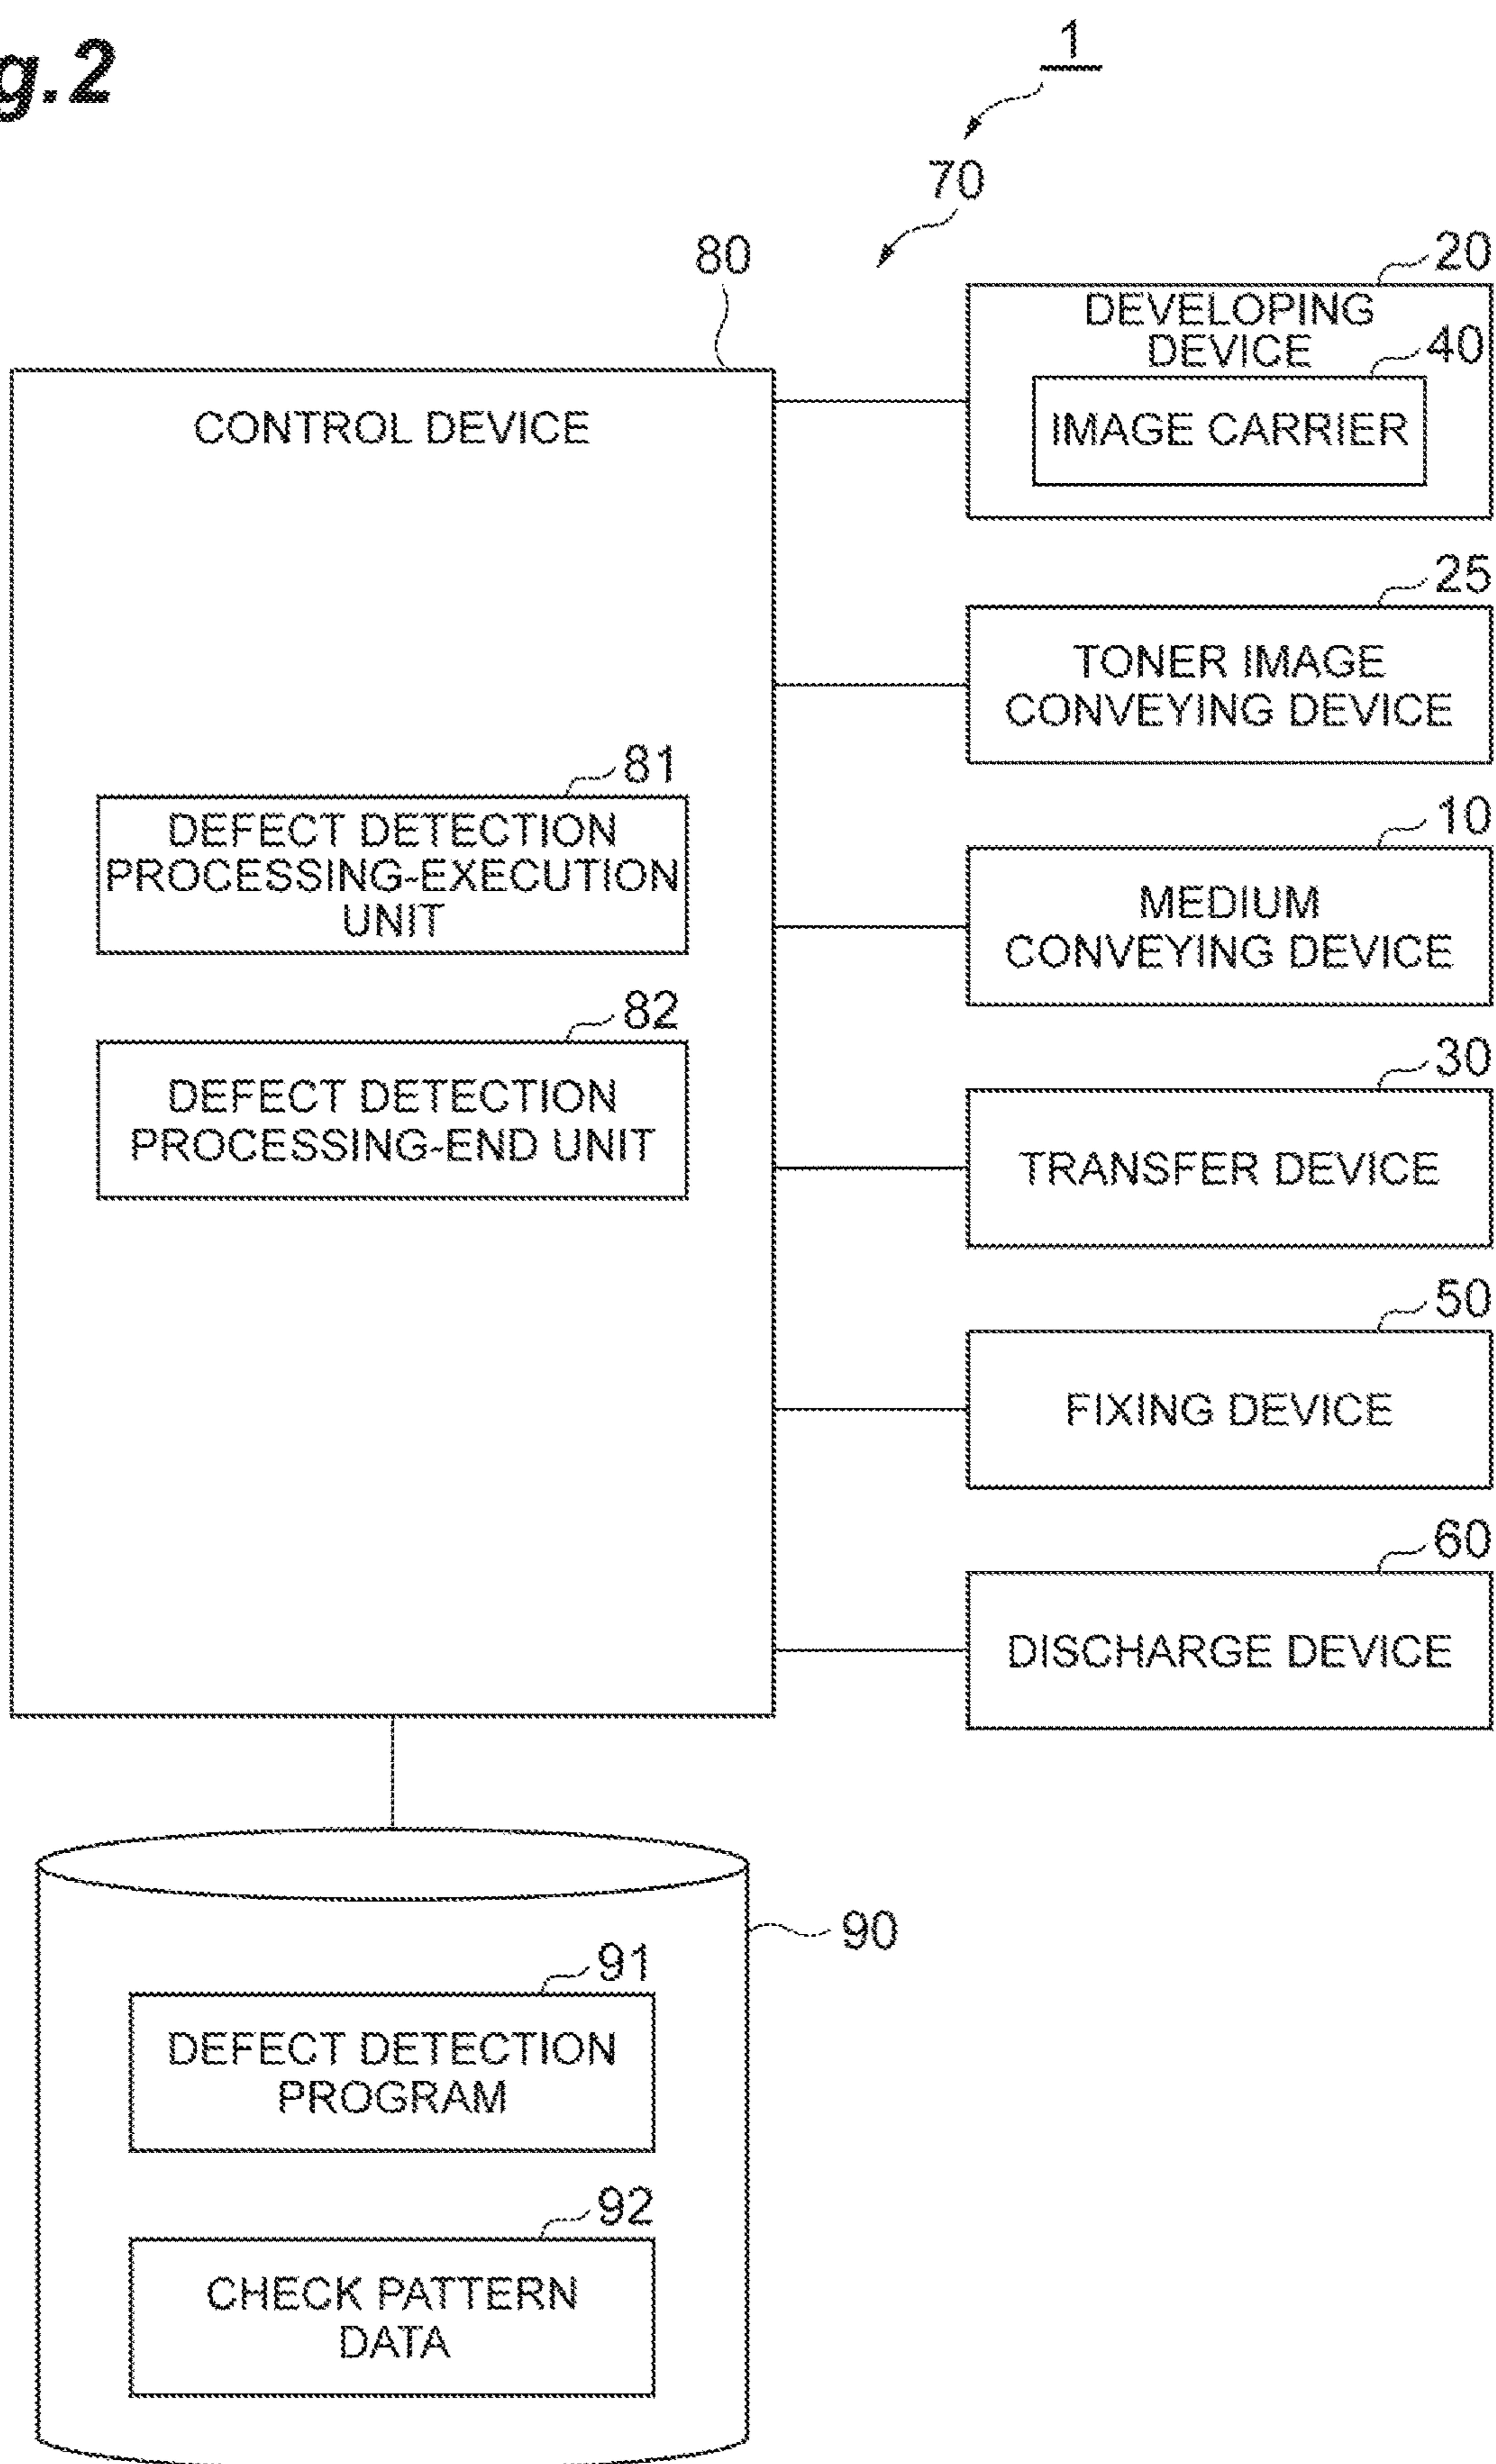 g.2
1
70
80
20
DEVELOPING
DEVICE
40
IMAGE CARRIER
CONTROL DEVICE
25
TONER IMAGE
CONVEYING DEVICE
81
DEFECT DETECTION
PROCESSING-EXECUTION
UNIT
10
MEDIUM
CONVEYING DEVICE
82
DEFECT DETECTION
PROCESSING-END UNIT
30
TRANSFER DEVICE
50
FIXING DEVICE
60
DISCHARGE DEVICE
90
91
DEFECT DETECTION
PROGRAM
92
CHECK PATTERN
DATA